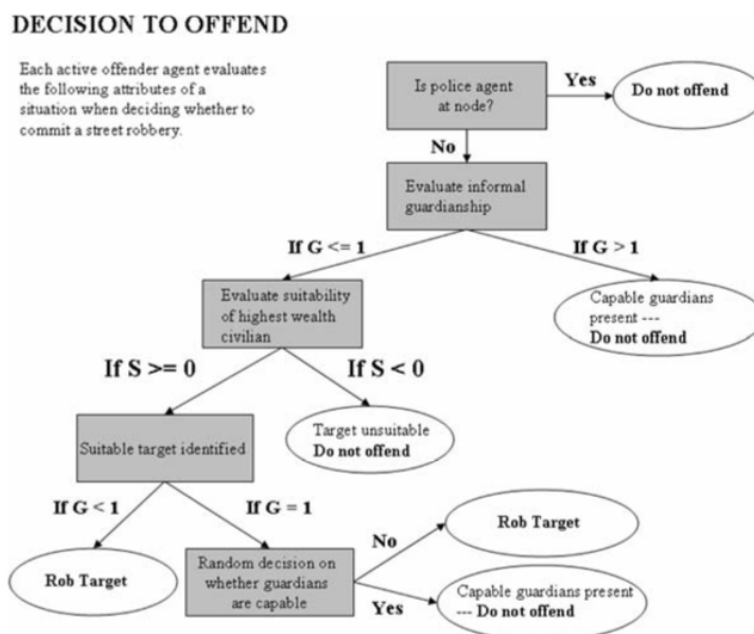 DECISION TO OFFEND
Each active offender agent evaluates
the following attributes of a
situation when deciding whether to
commit a street robbery.
Is police agent
at node?
Yes
Do not offend
No
Evaluate informal
guardianship
If G <= 1
If G > 1
Evaluate suitability
of highest wealth
civilian
Capable guardians
present ---
Do not offend
If S >= 0
If S < 0
Suitable target identified
Target unsuitable
Do not offend
If G < 1
If G = 1
Rob Target
Random decision on
whether guardians
are capable
No
Rob Target
Yes
Capable guardians present
--- Do not offend